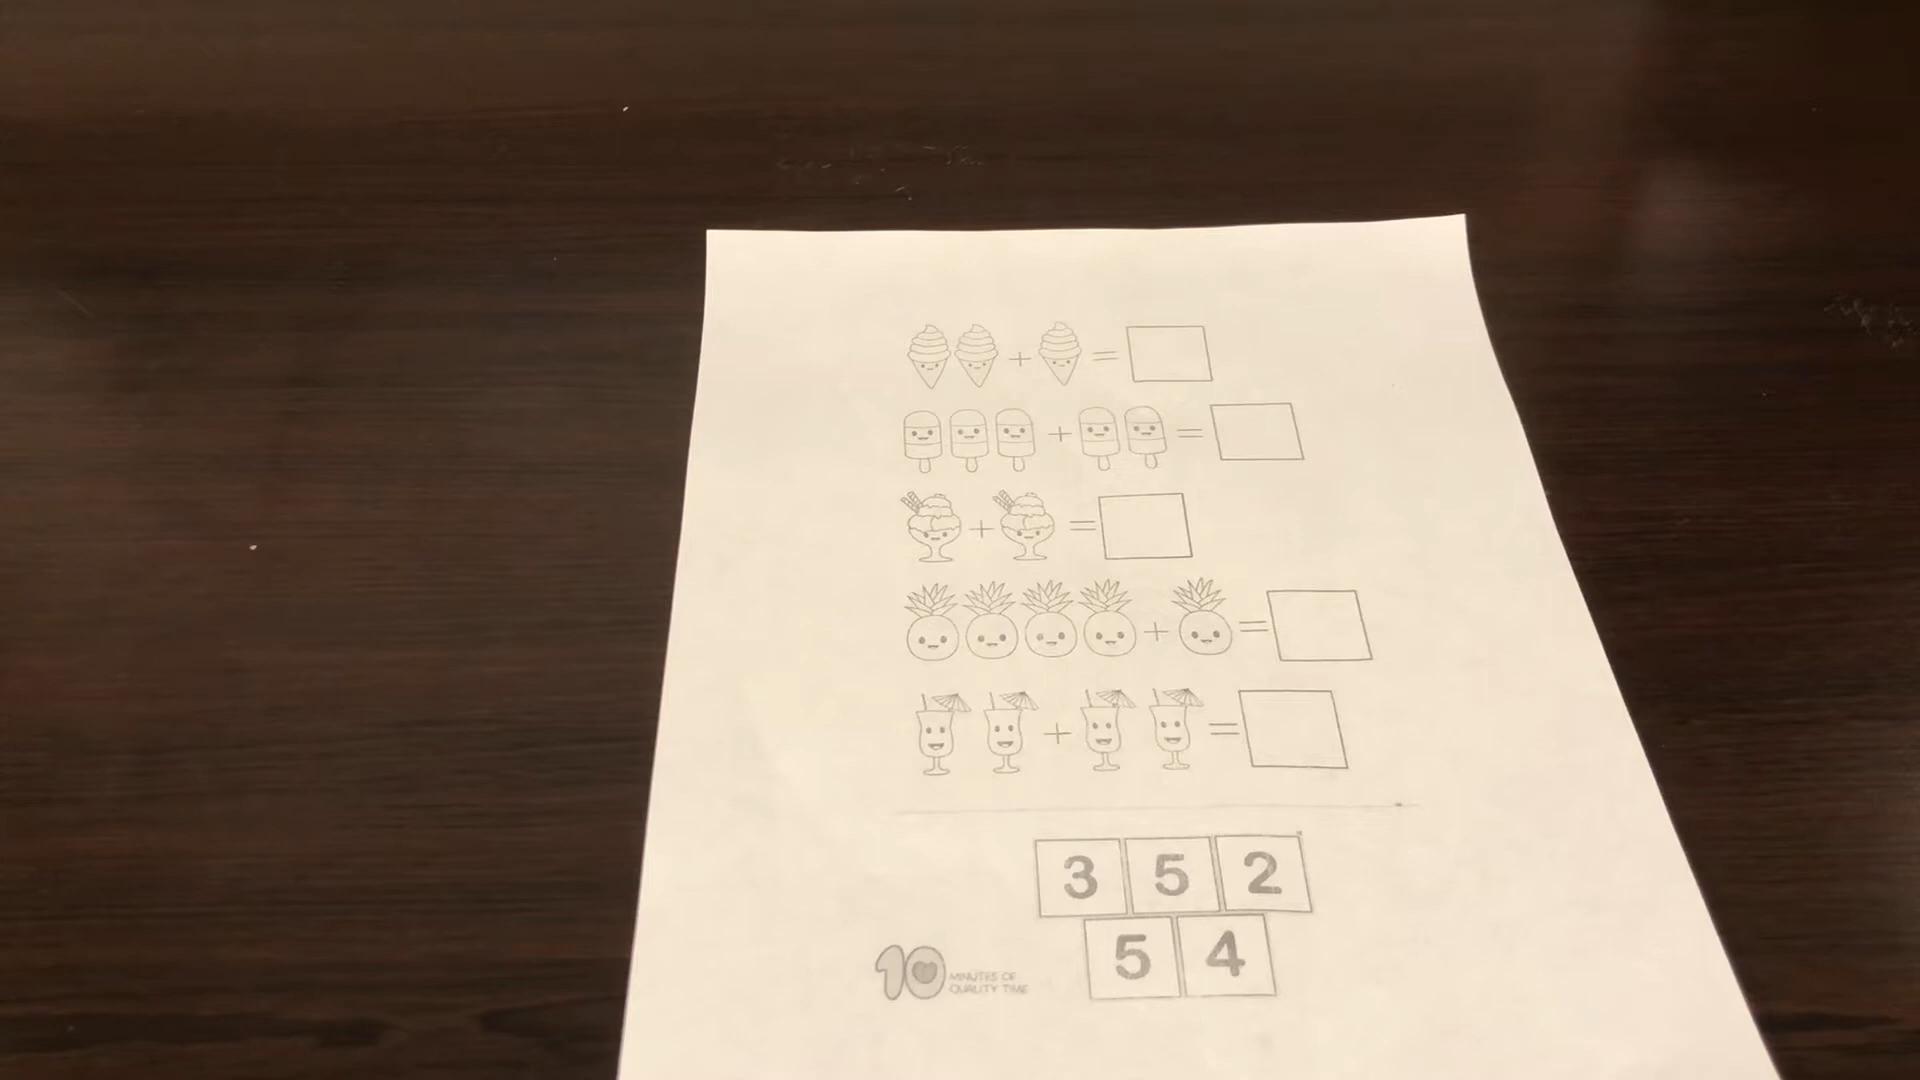 + =
+ =
+ =
+ =
+ =
3 5 2
5 4
10 MINUTES OF
QUALITY TIME